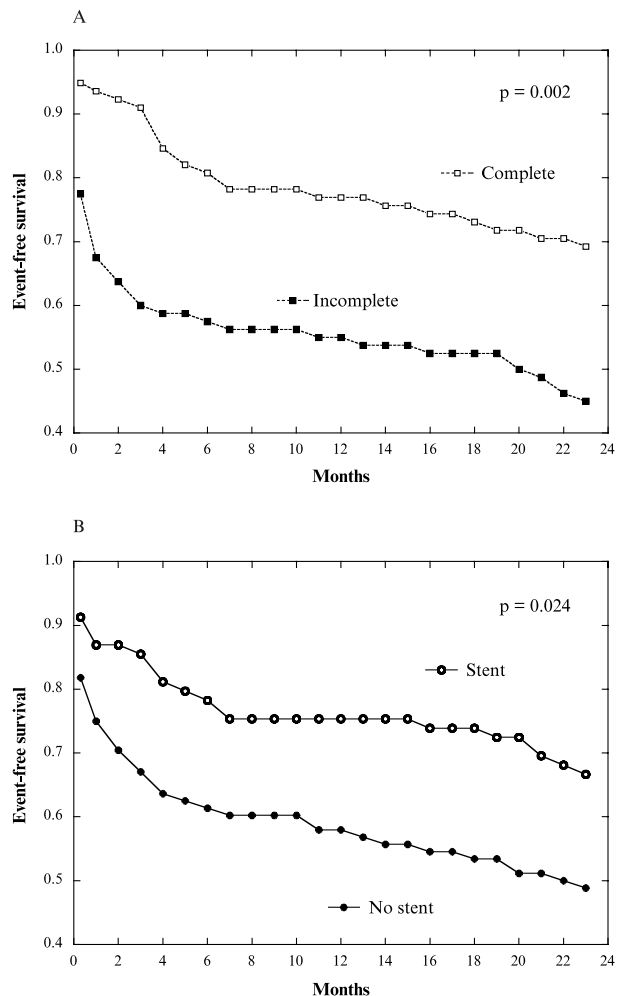 A
1.0
0.9
0.8
0.7
0.6
0.5
0.4
Event-free survival
p = 0.002
Complete
Incomplete
0 2 4 6 8 10 12 14 16 18 20 22 24
Months
B
1.0
0.9
0.8
0.7
0.6
0.5
0.4
Event-free survival
p = 0.024
Stent
No stent
0 2 4 6 8 10 12 14 16 18 20 22 24
Months